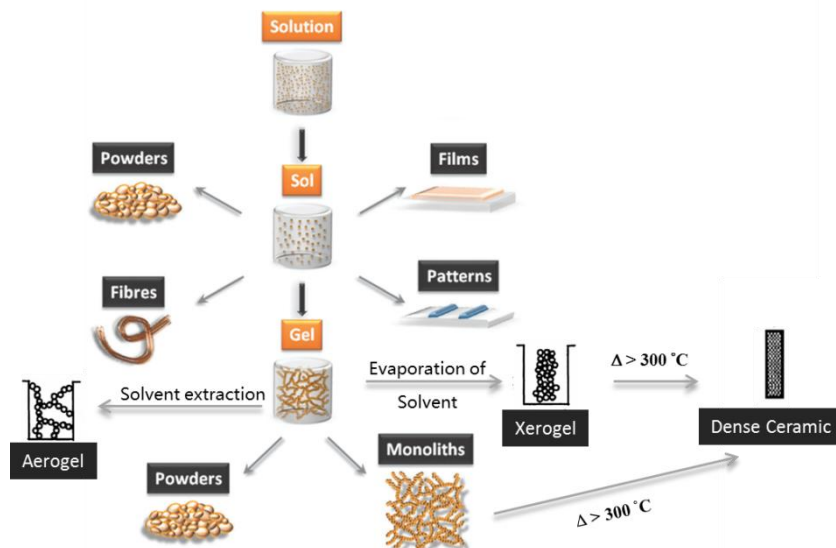 Solution
Powders
Sol
Films
Fibres
Patterns
Gel
Solvent extraction
Evaporation of
Solvent
Δ > 300 °C
Aerogel
Xerogel
Dense Ceramic
Powders
Monoliths
Δ > 300 °C